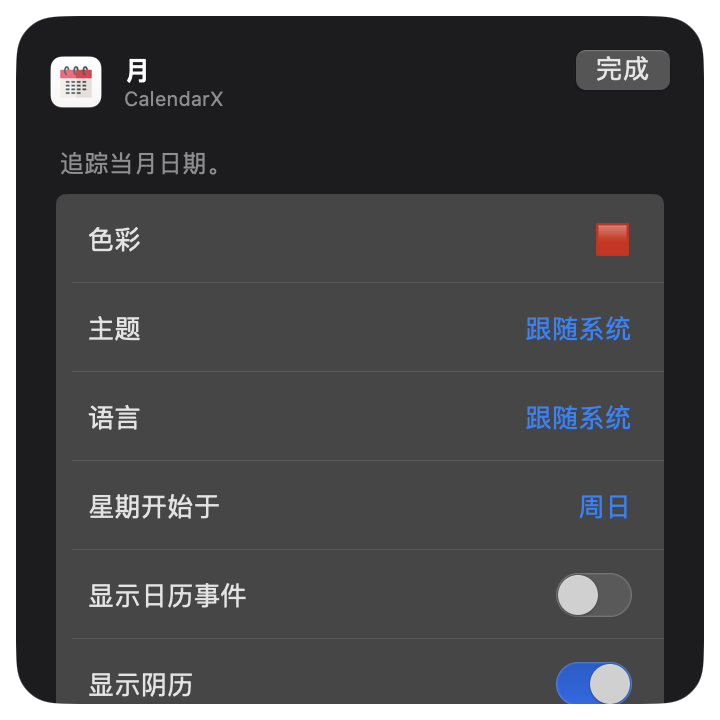 月
完成
CalendarX
追踪当月日期。
色彩
主题 跟随系统
语言 跟随系统
星期开始于 周日
显示日历事件
显示阴历